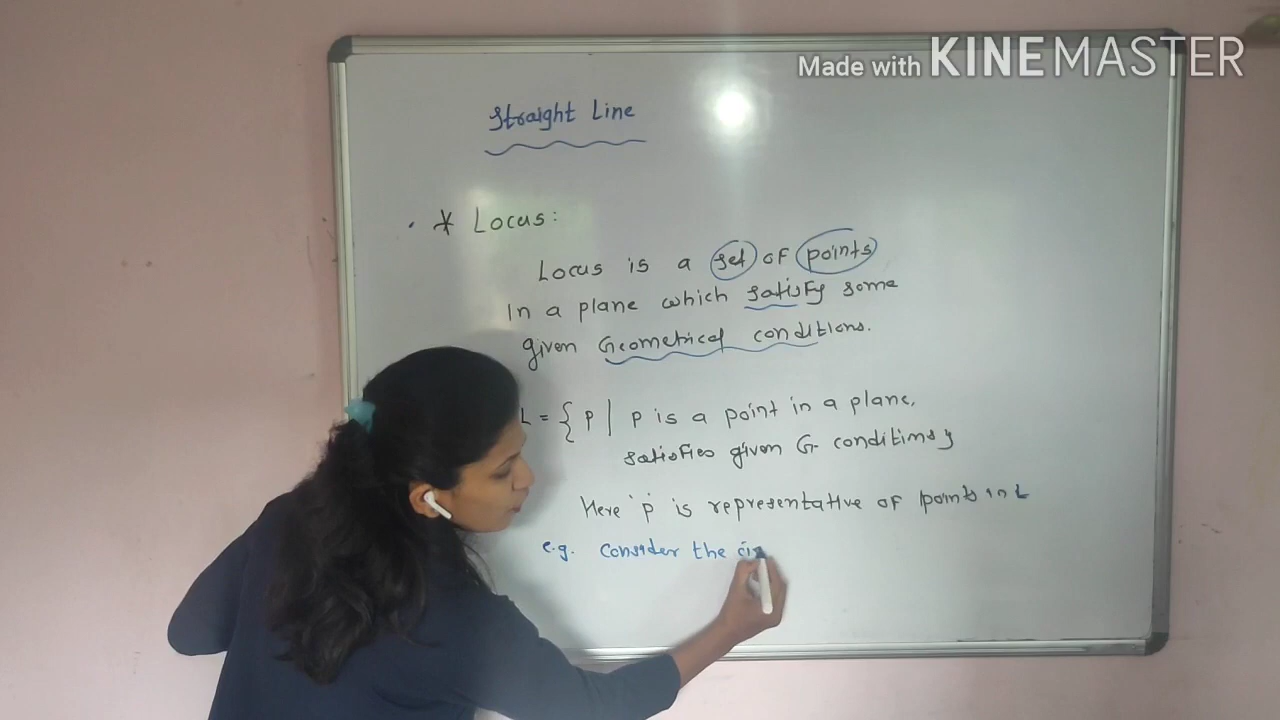 Made with KINEMASTER
Straight Line
* Locus:
Locus is a set of points
In a plane which satisfy some
given Geometrical conditions.
L = { P | P is a point in a plane,
satisfies given G. conditions }
Here 'p' is representative of points in L
e.g. Consider the